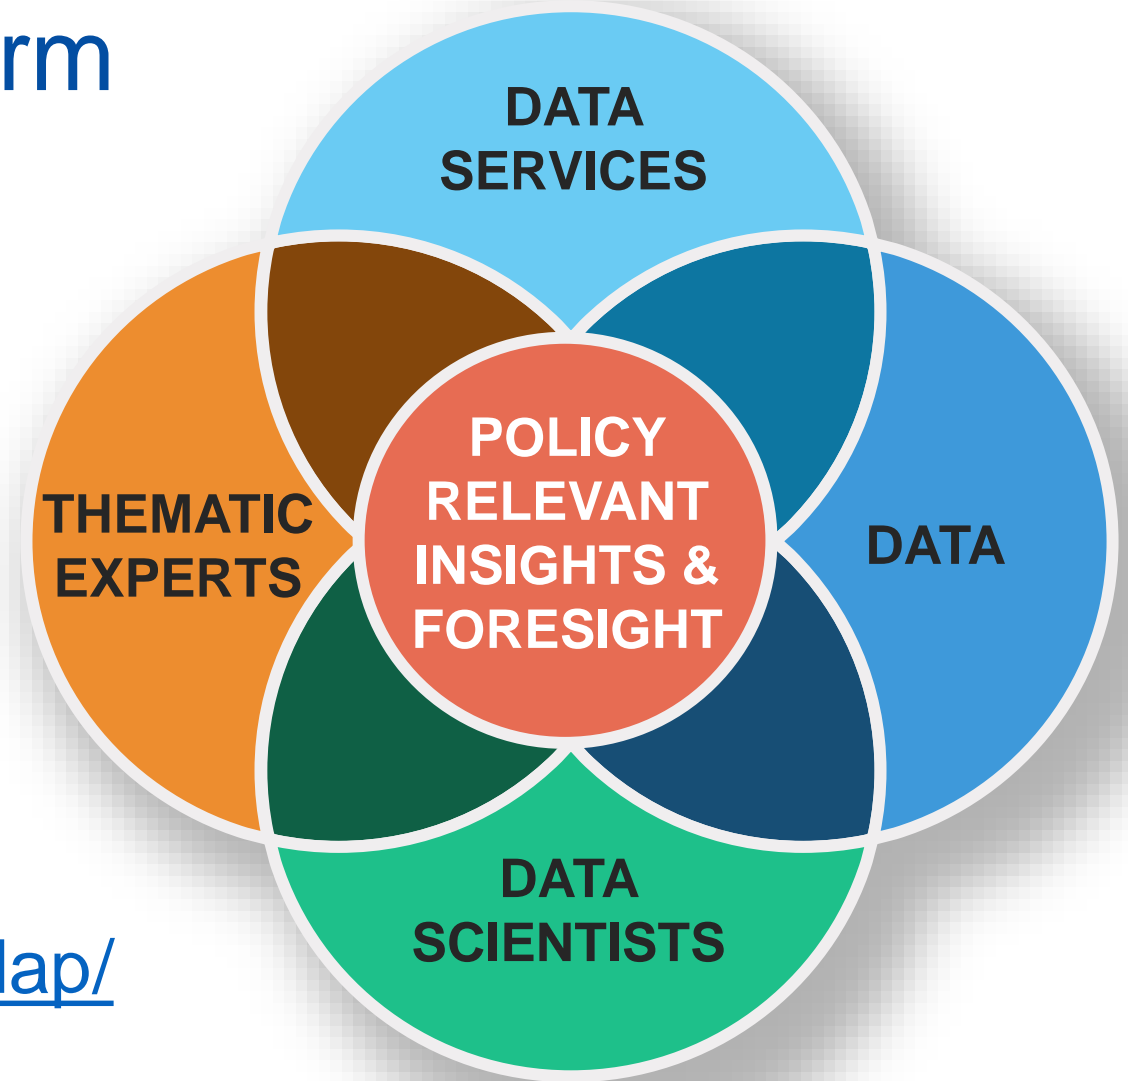 rm
DATA
SERVICES
POLICY
RELEVANT
INSIGHTS &
FORESIGHT
THEMATIC
EXPERTS
DATA
DATA
SCIENTISTS
lap/